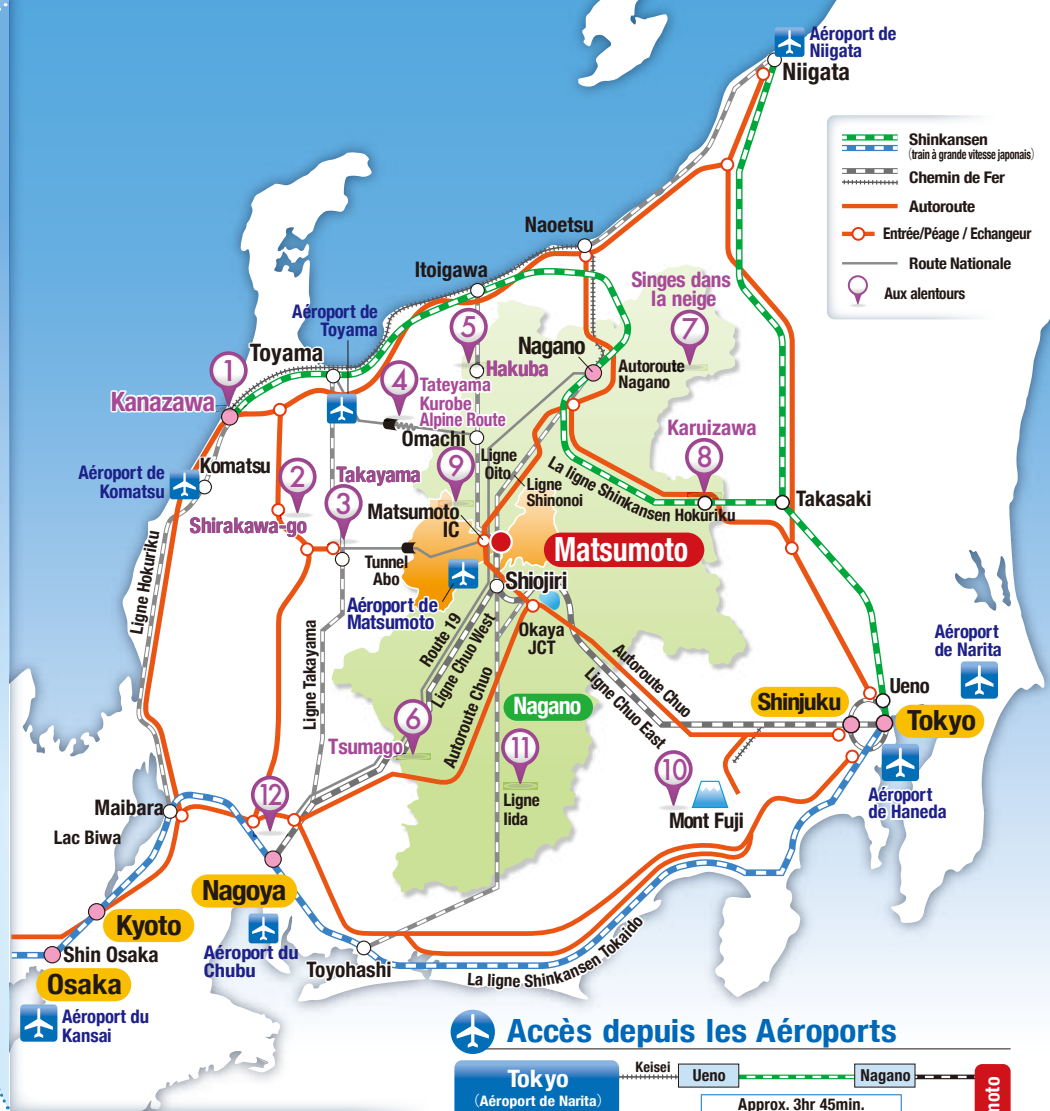 Aéroport de
Niigata
Niigata
Shinkansen
(train à grande vitesse japonais)
Chemin de Fer
Autoroute
Entrée/Péage / Echangeur
Route Nationale
Aux alentours
Naoetsu
Itoigawa
Singes dans
la neige
7
Aéroport de
Toyama
5
Nagano
Toyama
Hakuba
Autoroute
Nagano
1
4
Tateyama
Kurobe
Alpine Route
Kanazawa
Omachi
Karuizawa
8
Ligne
Oito
Aéroport de
Komatsu
Komatsu
2
Takayama
3
9
Ligne
Shinonoi
La ligne Shinkansen Hokuriku
Takasaki
Shirakawa-go
Matsumoto
IC
Matsumoto
Tunnel
Abo
Shiojiri
Aéroport de
Matsumoto
Ligne Hokuriku
Ligne Takayama
Route 19
Ligne Chuo West
Autoroute Chuo
Okaya
JCT
Autoroute Chuo
Ligne Chuo East
Aéroport
de Narita
Ueno
Shinjuku
Tokyo
Nagano
6
Tsumago
11
Ligne
Iida
10
Mont Fuji
Aéroport
de Haneda
12
Maibara
Lac Biwa
Nagoya
Kyoto
Shin Osaka
Osaka
Aéroport du
Chubu
Toyohashi
La ligne Shinkansen Tokaido
Aéroport du
Kansai
Accès depuis les Aéroports
Tokyo
(Aéroport de Narita)
Keisei
Ueno
Nagano
Approx. 3hr 45min.